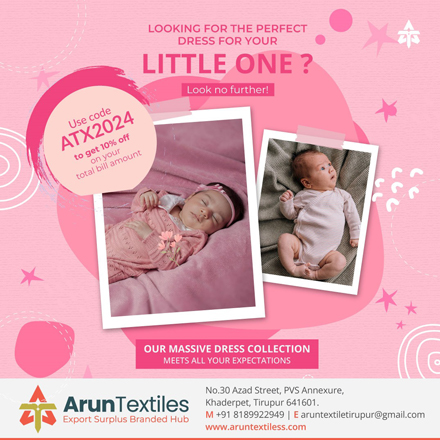 LOOKING FOR THE PERFECT
DRESS FOR YOUR
LITTLE ONE ?
Look no further!
Use code
ATX2024
to get 10% off
on your
total bill amount
OUR MASSIVE DRESS COLLECTION
MEETS ALL YOUR EXPECTATIONS
ArunTextiles
Export Surplus Branded Hub
No.30 Azad Street, PVS Annexure,
Khaderpet, Tirupur 641601.
M +91 8189922949 | E aruntextiletirupur@gmail.com
www.aruntextiless.com